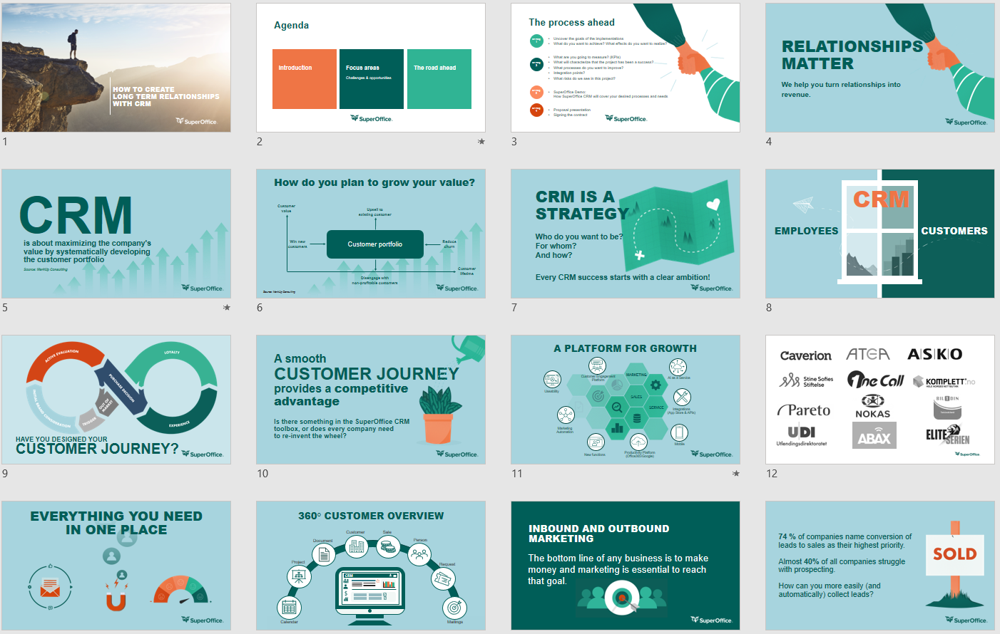 HOW TO CREATE
LONG TERM RELATIONSHIPS
WITH CRM
SuperOffice.
1
Agenda
Introduction
Focus areas
Challenges & opportunities
The road ahead
SuperOffice.
2
The process ahead
Uncover the goals of the implementations
What do you want to achieve? What effects do you want to realize?
What are you going to measure? (KPIs)
What will characterize that the project has been a success?
What processes do you want to improve?
Integration points?
What risks do we see in this project?
SuperOffice Demo:
How SuperOffice CRM will cover your desired processes and needs
Proposal presentation
Signing the contract
SuperOffice.
3
RELATIONSHIPS
MATTER
We help you turn relationships into
revenue.
SuperOffice.
4
CRM
is about maximizing the company's
value by systematically developing
the customer portfolio
Source: MarkUp Consulting
SuperOffice.
5
How do you plan to grow your value?
Customer
value
Upsell to
existing customer
Win new
customers
Customer portfolio
Reduce
churn
Customer
lifetime
Disengage with
non-profitable customers
Source: MarkUp Consulting
SuperOffice.
6
CRM IS A
STRATEGY
Who do you want to be?
For whom?
And how?
Every CRM success starts with a clear ambition!
SuperOffice.
7
CRM
EMPLOYEES
CUSTOMERS
8
ACTIVE EVALUATION
LOYALTY
PURCHASE DECISION
OUT OF
MARKET
TRIGGER
INITIAL BRAND CONSIDERATION
EXPERIENCE
HAVE YOU DESIGNED YOUR
CUSTOMER JOURNEY?
SuperOffice.
9
A smooth
CUSTOMER JOURNEY
provides a competitive
advantage
Is there something in the SuperOffice CRM
toolbox, or does every company need
to re-invent the wheel?
SuperOffice.
10
A PLATFORM FOR GROWTH
Customer Engagement
Platform
MARKETING
AI as a Service
Useability
SALES
SERVICE
Integrations
(App Store & APIs)
Marketing
Automation
Mobile
New functions
Productivity Platform
(Office365/Google)
SuperOffice.
11
Caverion
ATEA
ASKO
Stine Sofies
Stiftelse
One Call
KOMPLETT.no
Pareto
NOKAS
BILIDIN
UDI
Utlendingsdirektoratet
ABAX
ELITESERIEN
SuperOffice.
12
EVERYTHING YOU NEED
IN ONE PLACE
SuperOffice.
360° CUSTOMER OVERVIEW
Customer
Sale
Document
Person
Project
Request
CRM
Calendar
Mailings
INBOUND AND OUTBOUND
MARKETING
The bottom line of any business is to make
money and marketing is essential to reach
that goal.
SuperOffice.
74 % of companies name conversion of
leads to sales as their highest priority.
Almost 40% of all companies struggle
with prospecting.
How can you more easily (and
automatically) collect leads?
SOLD
SuperOffice.